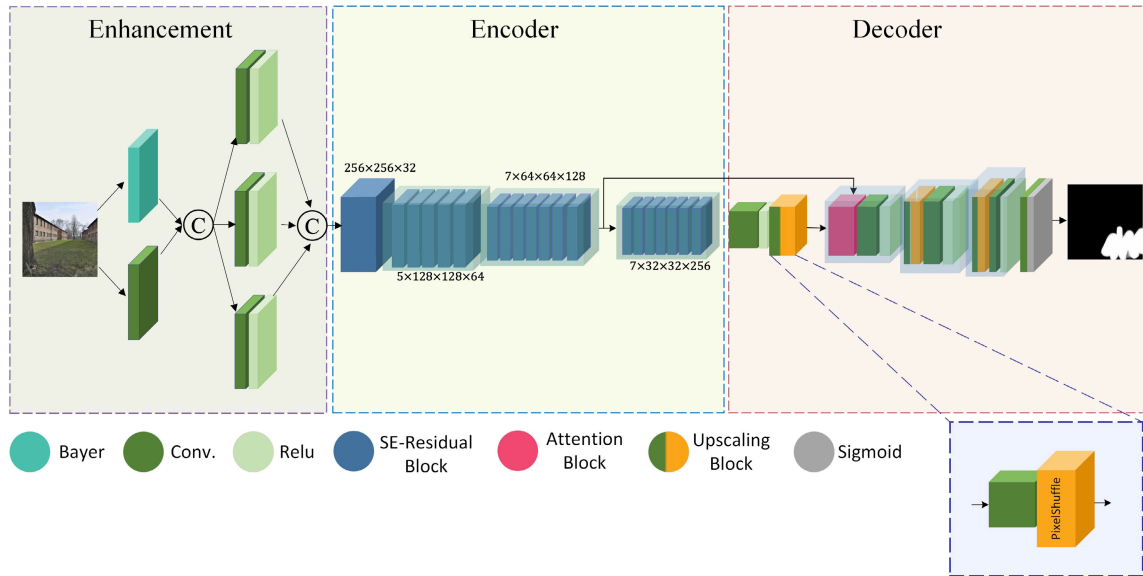 Enhancement
Encoder
Decoder
256×256×32
7×64×64×128
C
C
5×128×128×64
7×32×32×256
Bayer
Conv.
Relu
SE-Residual
Block
Attention
Block
Upscaling
Block
Sigmoid
PixelShuffle